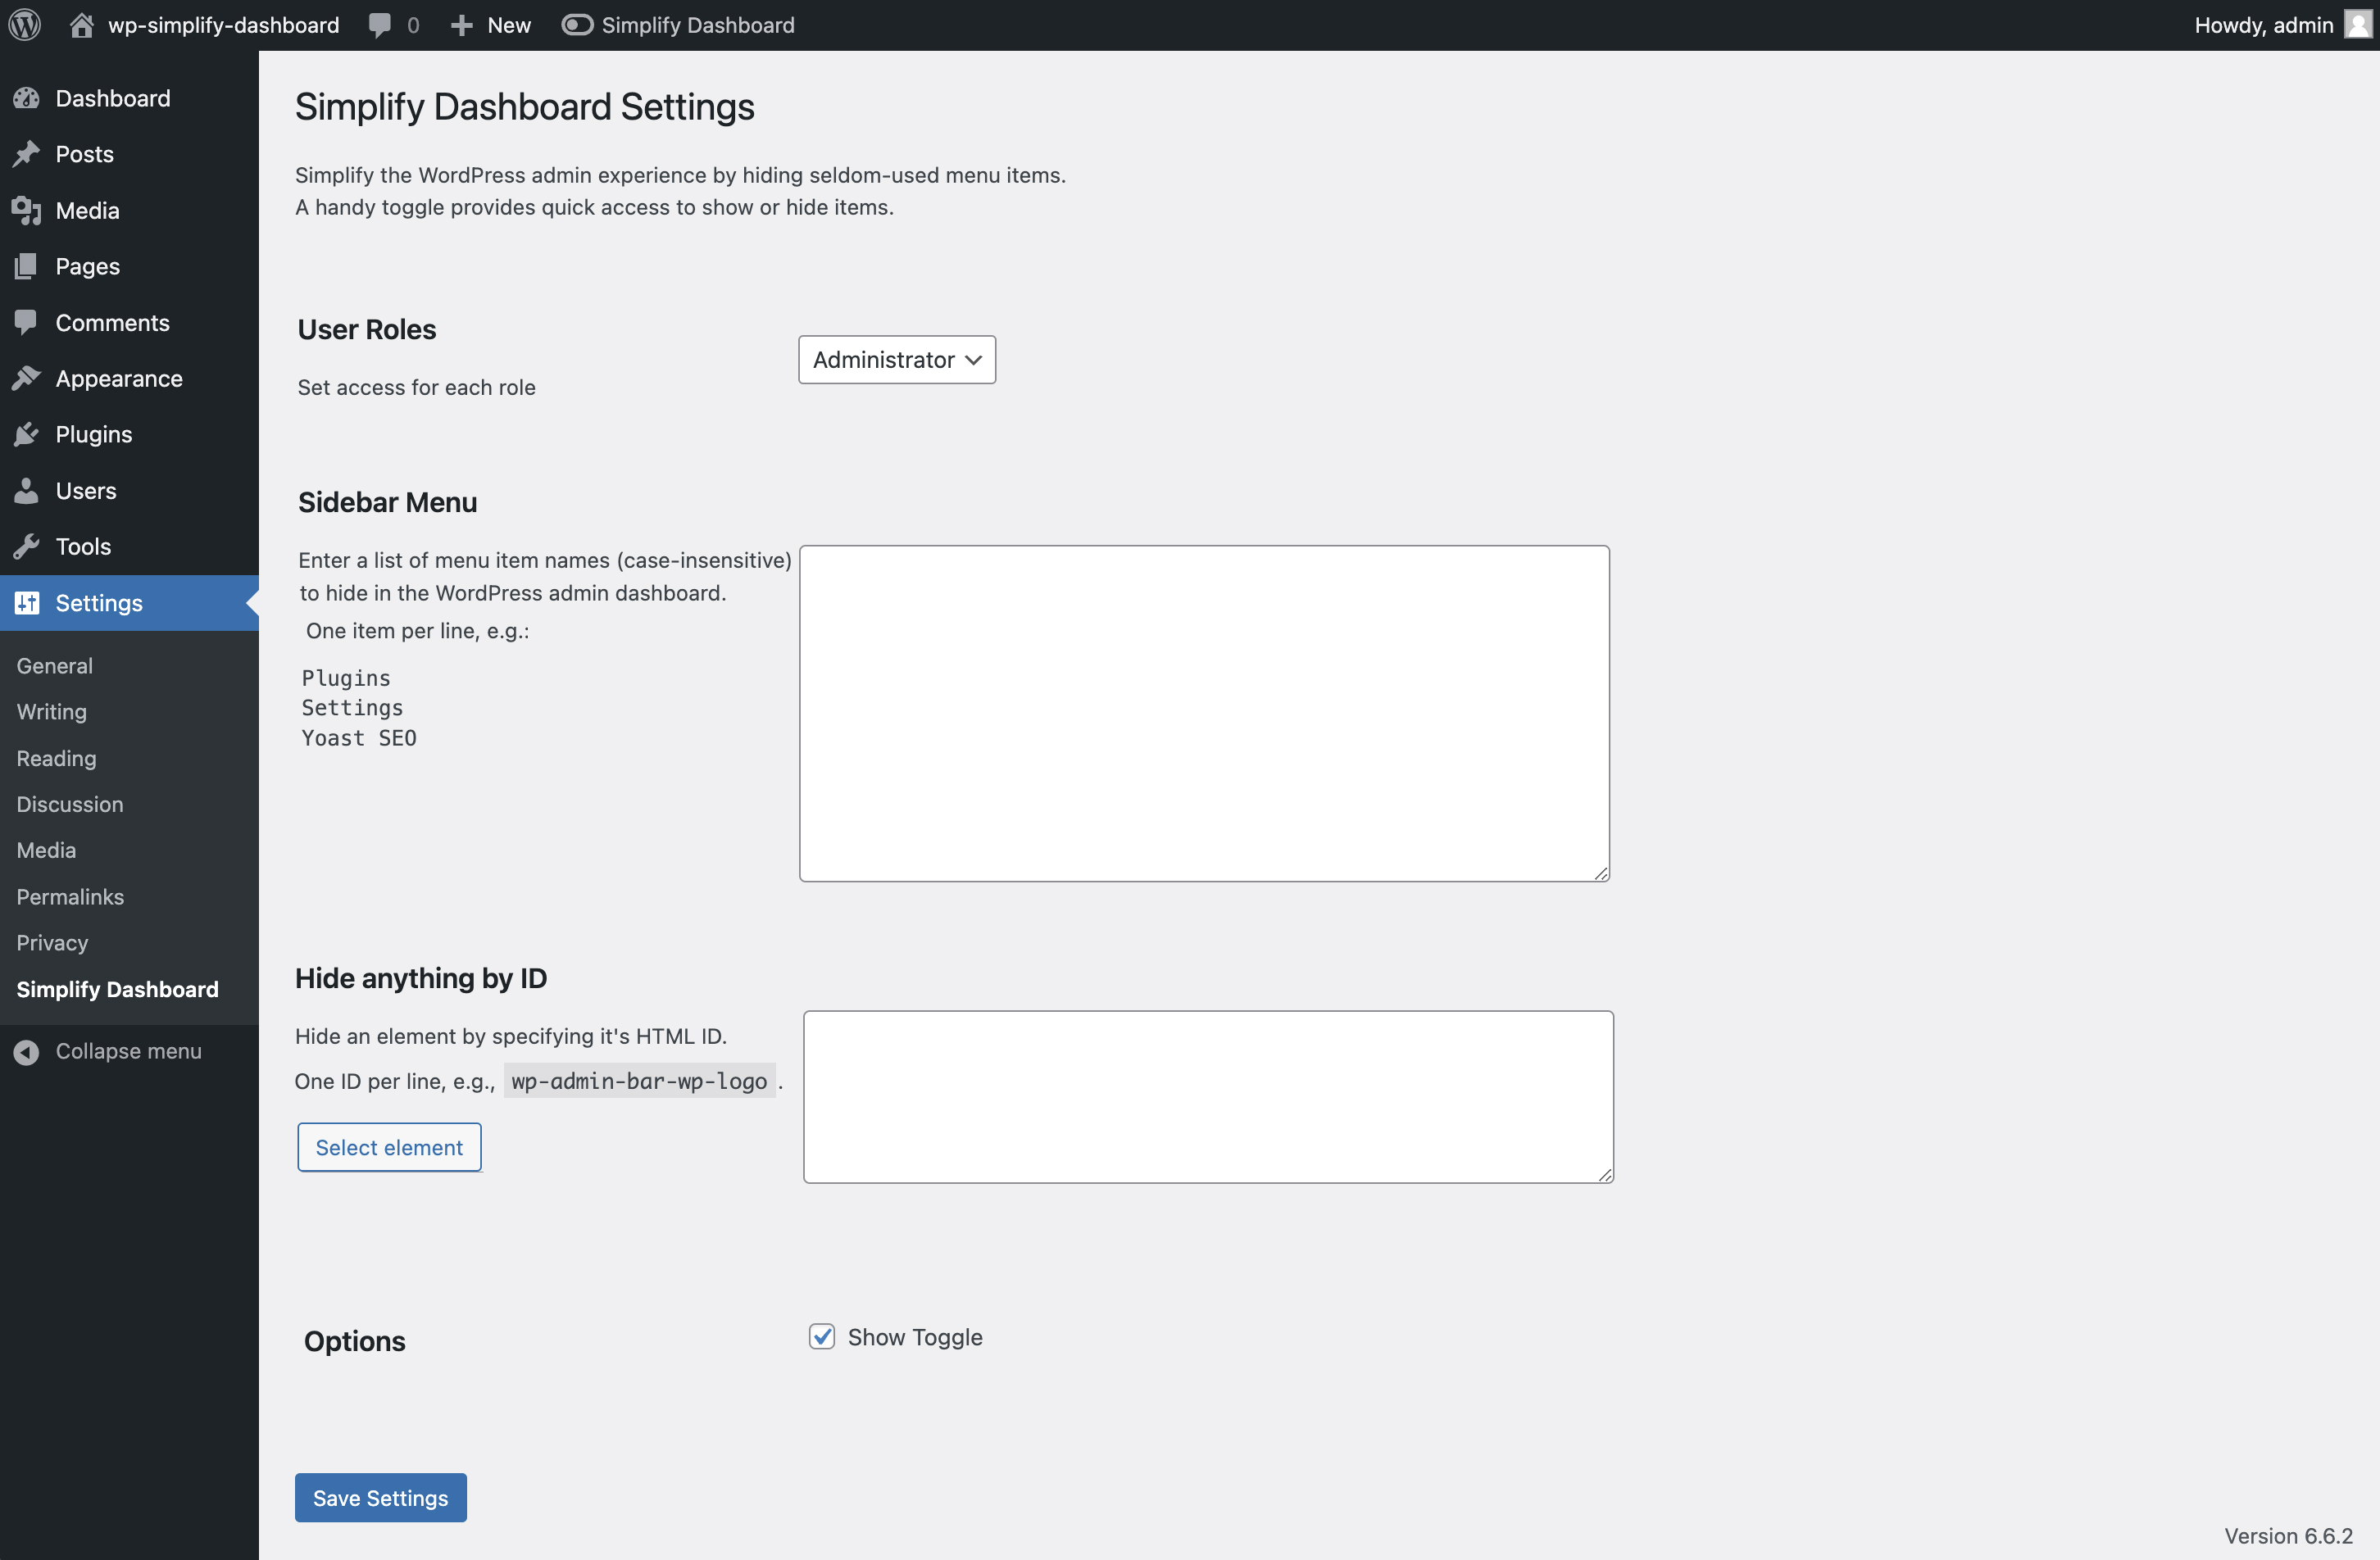 wp-simplify-dashboard 0 New Simplify Dashboard Howdy, admin
Dashboard
Posts
Media
Pages
Comments
Appearance
Plugins
Users
Tools
Settings
General
Writing
Reading
Discussion
Media
Permalinks
Privacy
Simplify Dashboard
Collapse menu
Simplify Dashboard Settings
Simplify the WordPress admin experience by hiding seldom-used menu items.
A handy toggle provides quick access to show or hide items.
User Roles
Set access for each role
Administrator
Sidebar Menu
Enter a list of menu item names (case-insensitive)
to hide in the WordPress admin dashboard.
One item per line, e.g.:
Plugins
Settings
Yoast SEO
Hide anything by ID
Hide an element by specifying it's HTML ID.
One ID per line, e.g., wp-admin-bar-wp-logo .
Select element
Options
Show Toggle
Save Settings
Version 6.6.2